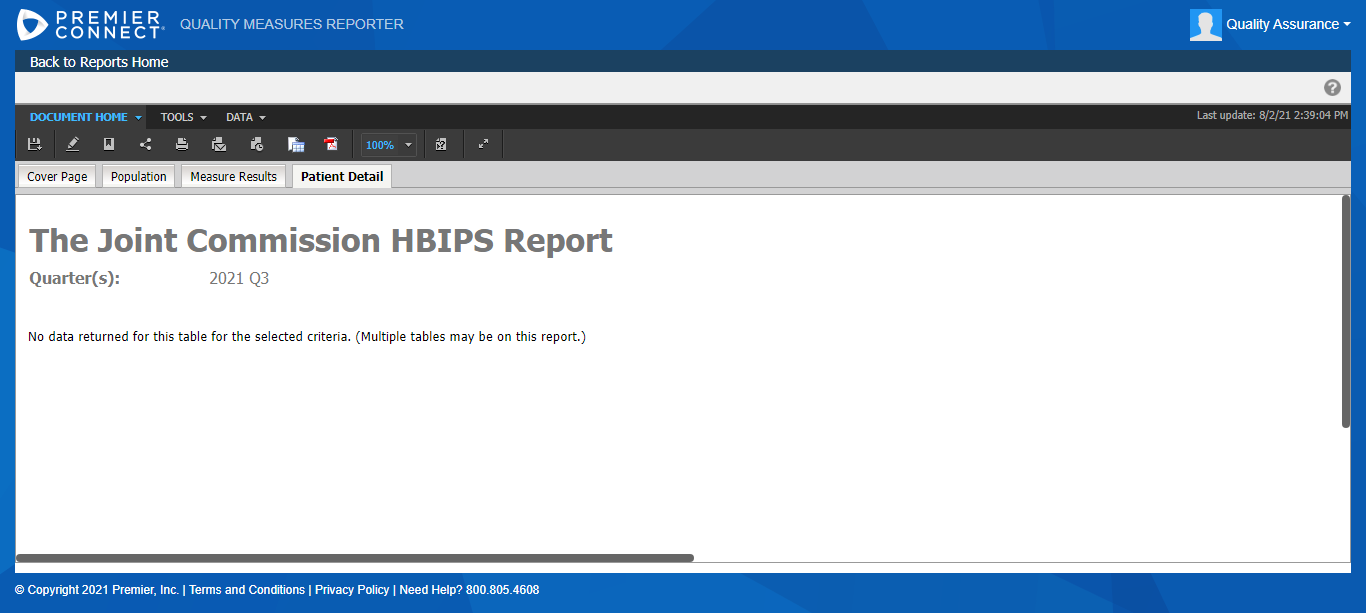 PREMIER CONNECT® QUALITY MEASURES REPORTER Quality Assurance
Back to Reports Home
?
DOCUMENT HOME TOOLS DATA Last update: 8/2/21 2:39:04 PM
100%
Cover Page Population Measure Results Patient Detail
The Joint Commission HBIPS Report
Quarter(s): 2021 Q3
No data returned for this table for the selected criteria. (Multiple tables may be on this report.)
© Copyright 2021 Premier, Inc. | Terms and Conditions | Privacy Policy | Need Help? 800.805.4608